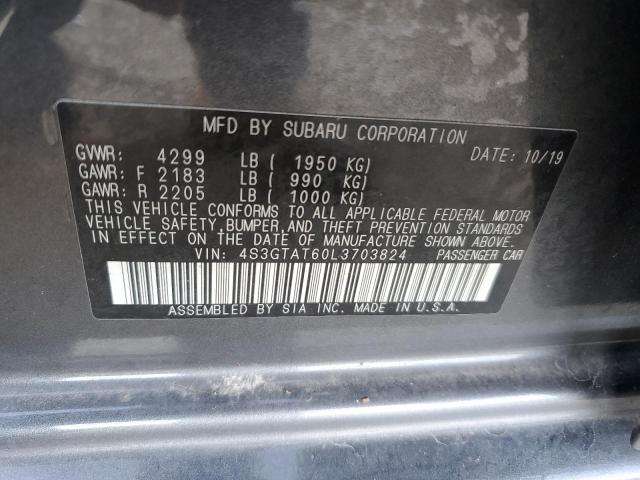 MFD BY SUBARU CORPORATION
GVWR: 4299 LB ( 1950 KG) DATE: 10/19
GAWR: F 2183 LB ( 990 KG)
GAWR: R 2205 LB ( 1000 KG)
THIS VEHICLE CONFORMS TO ALL APPLICABLE FEDERAL MOTOR
VEHICLE SAFETY, BUMPER, AND THEFT PREVENTION STANDARDS
IN EFFECT ON THE DATE OF MANUFACTURE SHOWN ABOVE.
VIN: 4S3GTAT60L3703824 PASSENGER CAR
ASSEMBLED BY SIA INC. MADE IN U.S.A.